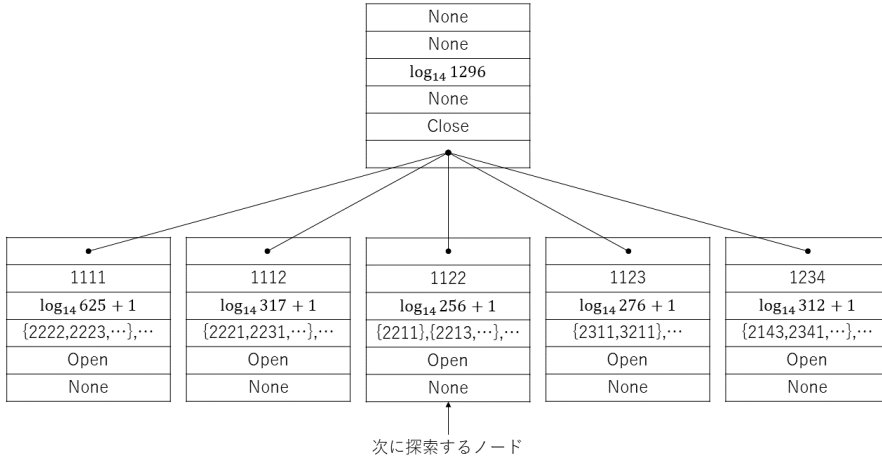 None
None
log₁₄ 1296
None
Close
1111 1112 1122 1123 1234
log₁₄ 625 + 1 log₁₄ 317 + 1 log₁₄ 256 + 1 log₁₄ 276 + 1 log₁₄ 312 + 1
{2222,2223,⋯},⋯ {2221,2231,⋯},⋯ {2211},{2213,⋯},⋯ {2311,3211},⋯ {2143,2341,⋯},⋯
Open Open Open Open Open
None None None None None
次に探索するノード